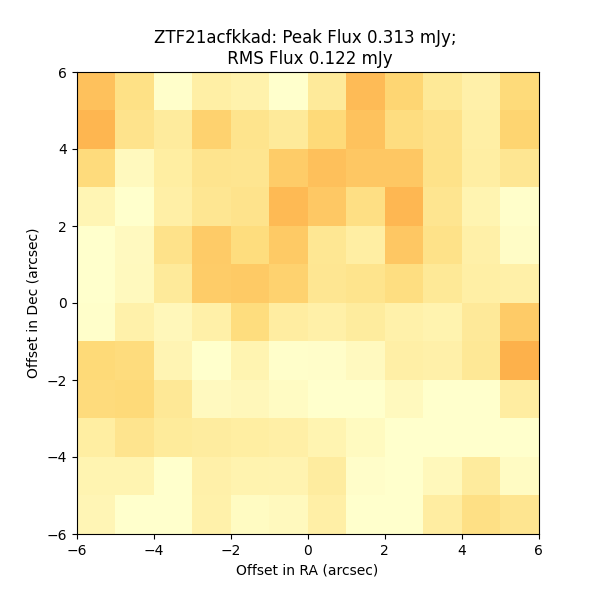 ZTF21acfkkad: Peak Flux 0.313 mJy;
RMS Flux 0.122 mJy
6
4
2
0
−2
−4
−6
Offset in Dec (arcsec)
−6 −4 −2 0 2 4 6
Offset in RA (arcsec)